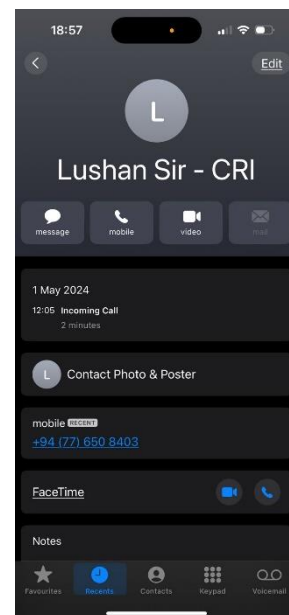 18:57
Edit
L
Lushan Sir - CRI
message mobile video mail
1 May 2024
12:05 Incoming Call
2 minutes
L Contact Photo & Poster
mobile RECENT
+94 (77) 650 8403
FaceTime
Notes
Favourites Recents Contacts Keypad Voicemail